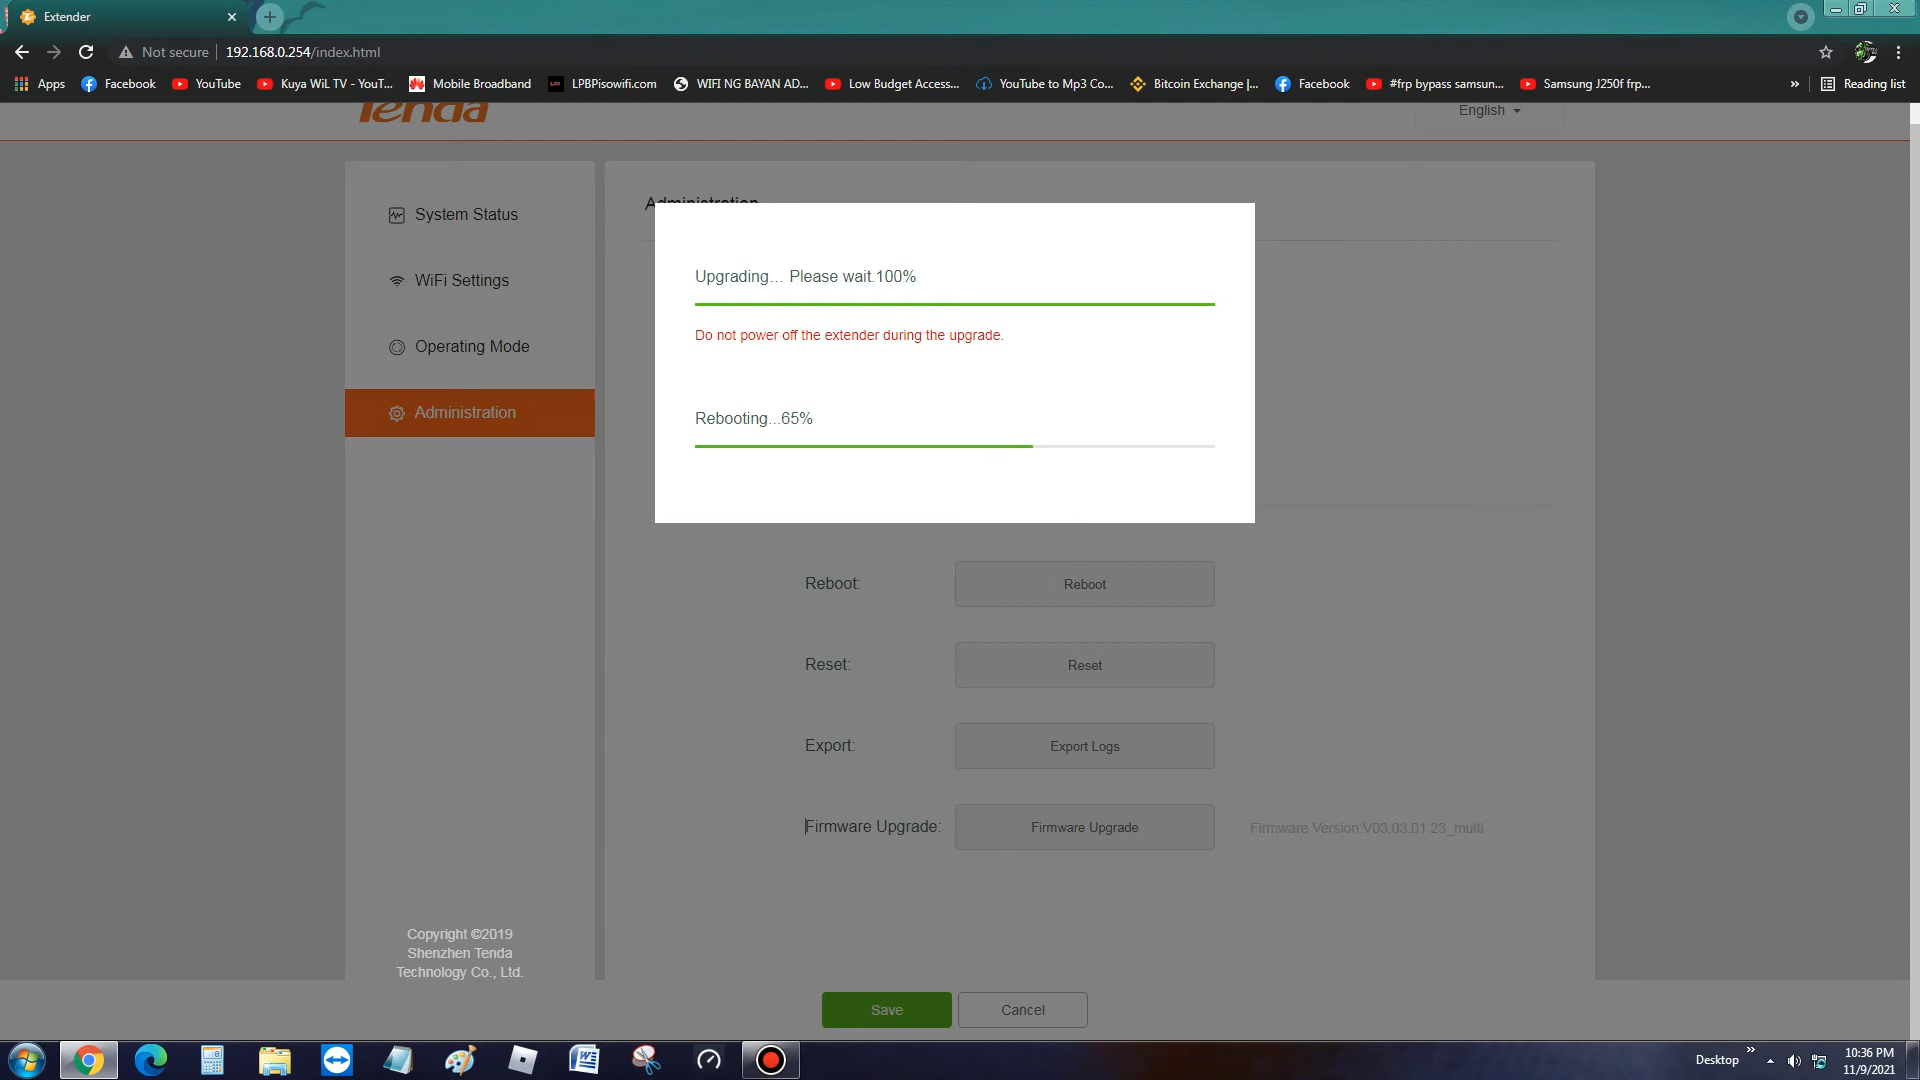 Extender
Not secure
192.168.0.254/index.html
Apps
Facebook
YouTube
Kuya WiL TV - YouT...
Mobile Broadband
LPBPisowifi.com
WIFI NG BAYAN AD...
Low Budget Access...
YouTube to Mp3 Co...
Bitcoin Exchange |...
Facebook
#frp bypass samsun...
Samsung J250f frp...
»
Reading list
Tenda
English
System Status
WiFi Settings
Operating Mode
Administration
Administration
Upgrading... Please wait.100%
Do not power off the extender during the upgrade.
Rebooting...65%
Reboot:
Reboot
Reset:
Reset
Export:
Export Logs
Firmware Upgrade:
Firmware Upgrade
Firmware Version:V03.03.01.23_multi
Copyright ©2019
Shenzhen Tenda
Technology Co., Ltd.
Save
Cancel
Desktop
»
10:36 PM
11/9/2021